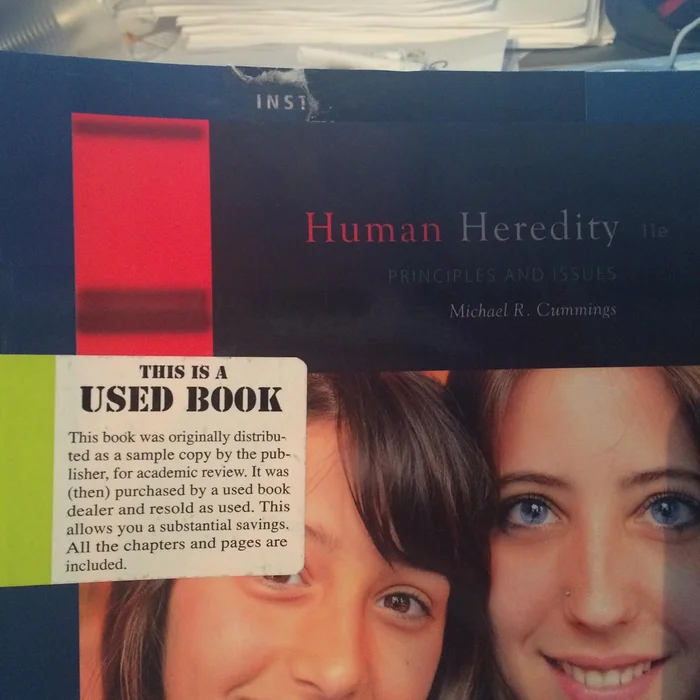 INST
Human Heredity 11e
PRINCIPLES AND ISSUES
Michael R. Cummings
THIS IS A
USED BOOK
This book was originally distribu-
ted as a sample copy by the pub-
lisher, for academic review. It was
(then) purchased by a used book
dealer and resold as used. This
allows you a substantial savings.
All the chapters and pages are
included.